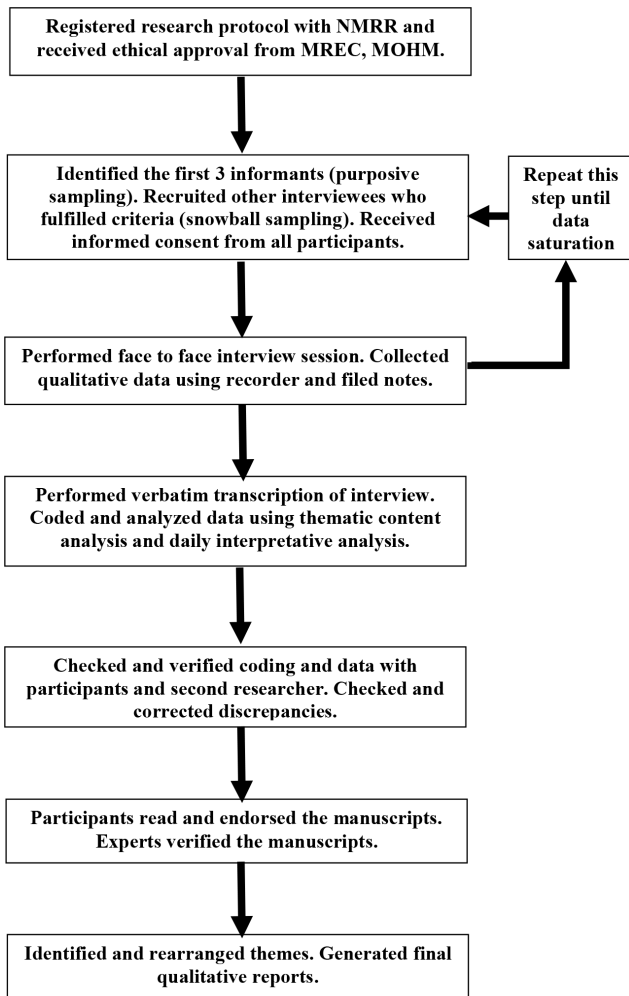 Registered research protocol with NMRR and
received ethical approval from MREC, MOHM.
Identified the first 3 informants (purposive
sampling). Recruited other interviewees who
fulfilled criteria (snowball sampling). Received
informed consent from all participants.
Repeat this
step until
data
saturation
Performed face to face interview session. Collected
qualitative data using recorder and filed notes.
Performed verbatim transcription of interview.
Coded and analyzed data using thematic content
analysis and daily interpretative analysis.
Checked and verified coding and data with
participants and second researcher. Checked and
corrected discrepancies.
Participants read and endorsed the manuscripts.
Experts verified the manuscripts.
Identified and rearranged themes. Generated final
qualitative reports.